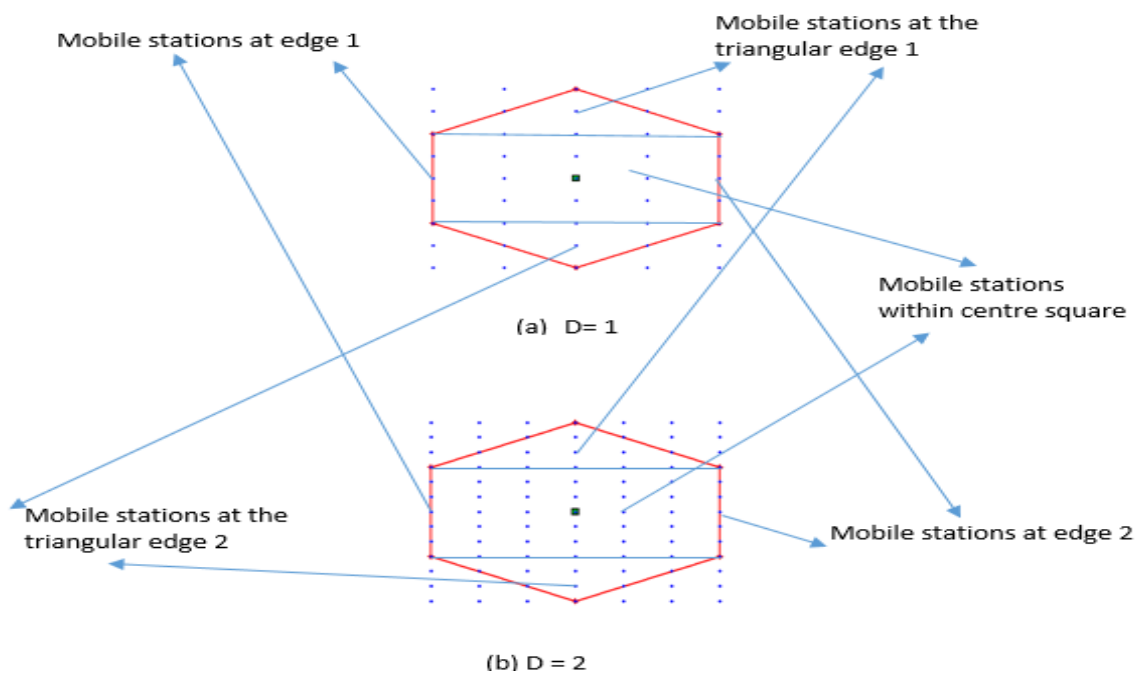 Mobile stations at edge 1
Mobile stations at the
triangular edge 1
Mobile stations
within centre square
(a) D= 1
Mobile stations at the
triangular edge 2
Mobile stations at edge 2
(b) D = 2